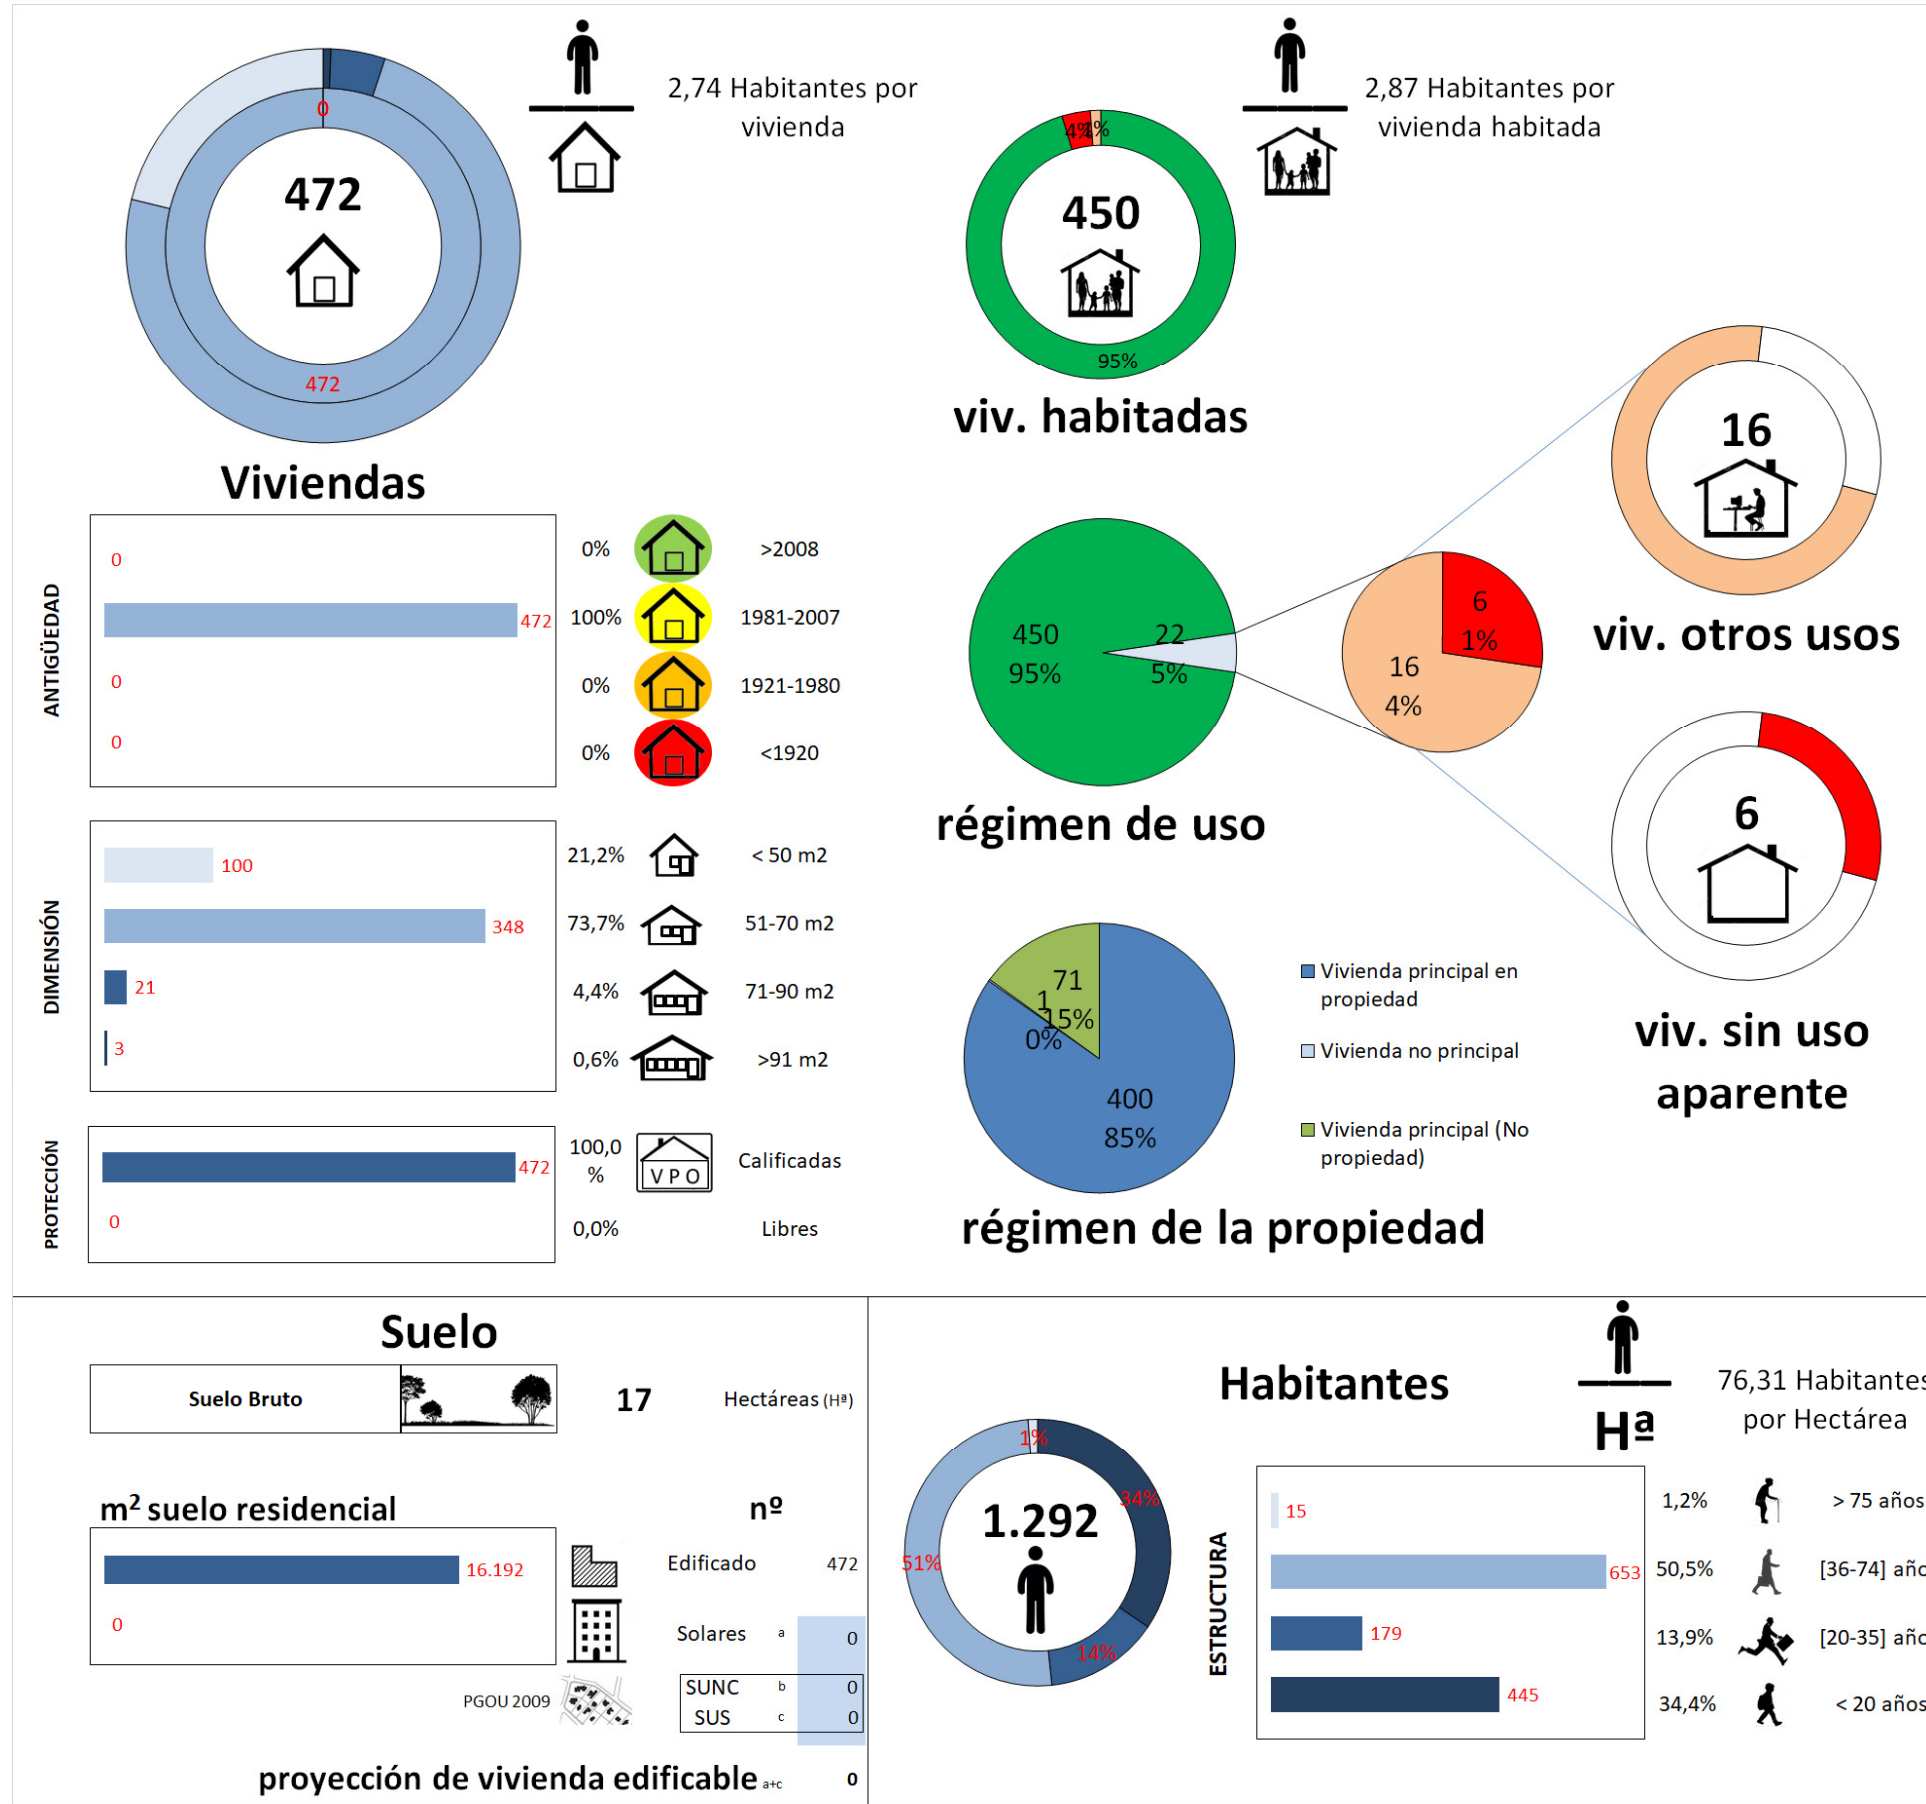 2,74 Habitantes por
vivienda
0
472
472
Viviendas
2,87 Habitantes por
vivienda habitada
4%
1%
450
95%
viv. habitadas
16
viv. otros usos
ANTIGÜEDAD
0
0%
>2008
472
100%
1981-2007
0
0%
1921-1980
0
0%
<1920
450
95%
22
5%
6
1%
16
4%
régimen de uso
6
viv. sin uso
aparente
DIMENSIÓN
100
21,2%
< 50 m2
348
73,7%
51-70 m2
21
4,4%
71-90 m2
3
0,6%
>91 m2
71
15%
1
0%
400
85%
Vivienda principal en
propiedad
Vivienda no principal
Vivienda principal (No
propiedad)
régimen de la propiedad
PROTECCIÓN
472
100,0
%
VPO
Calificadas
0
0,0%
Libres
Suelo
Suelo Bruto
17
Hectáreas (Hª)
m² suelo residencial
nº
16.192
Edificado
472
0
Solares a
0
PGOU 2009
SUNC b
0
SUS c
0
proyección de vivienda edificable a+c
0
Habitantes
Hª
76,31 Habitantes
por Hectárea
1%
34%
51%
14%
1.292
ESTRUCTURA
15
1,2%
> 75 años
653
50,5%
[36-74] año
179
13,9%
[20-35] año
445
34,4%
< 20 años